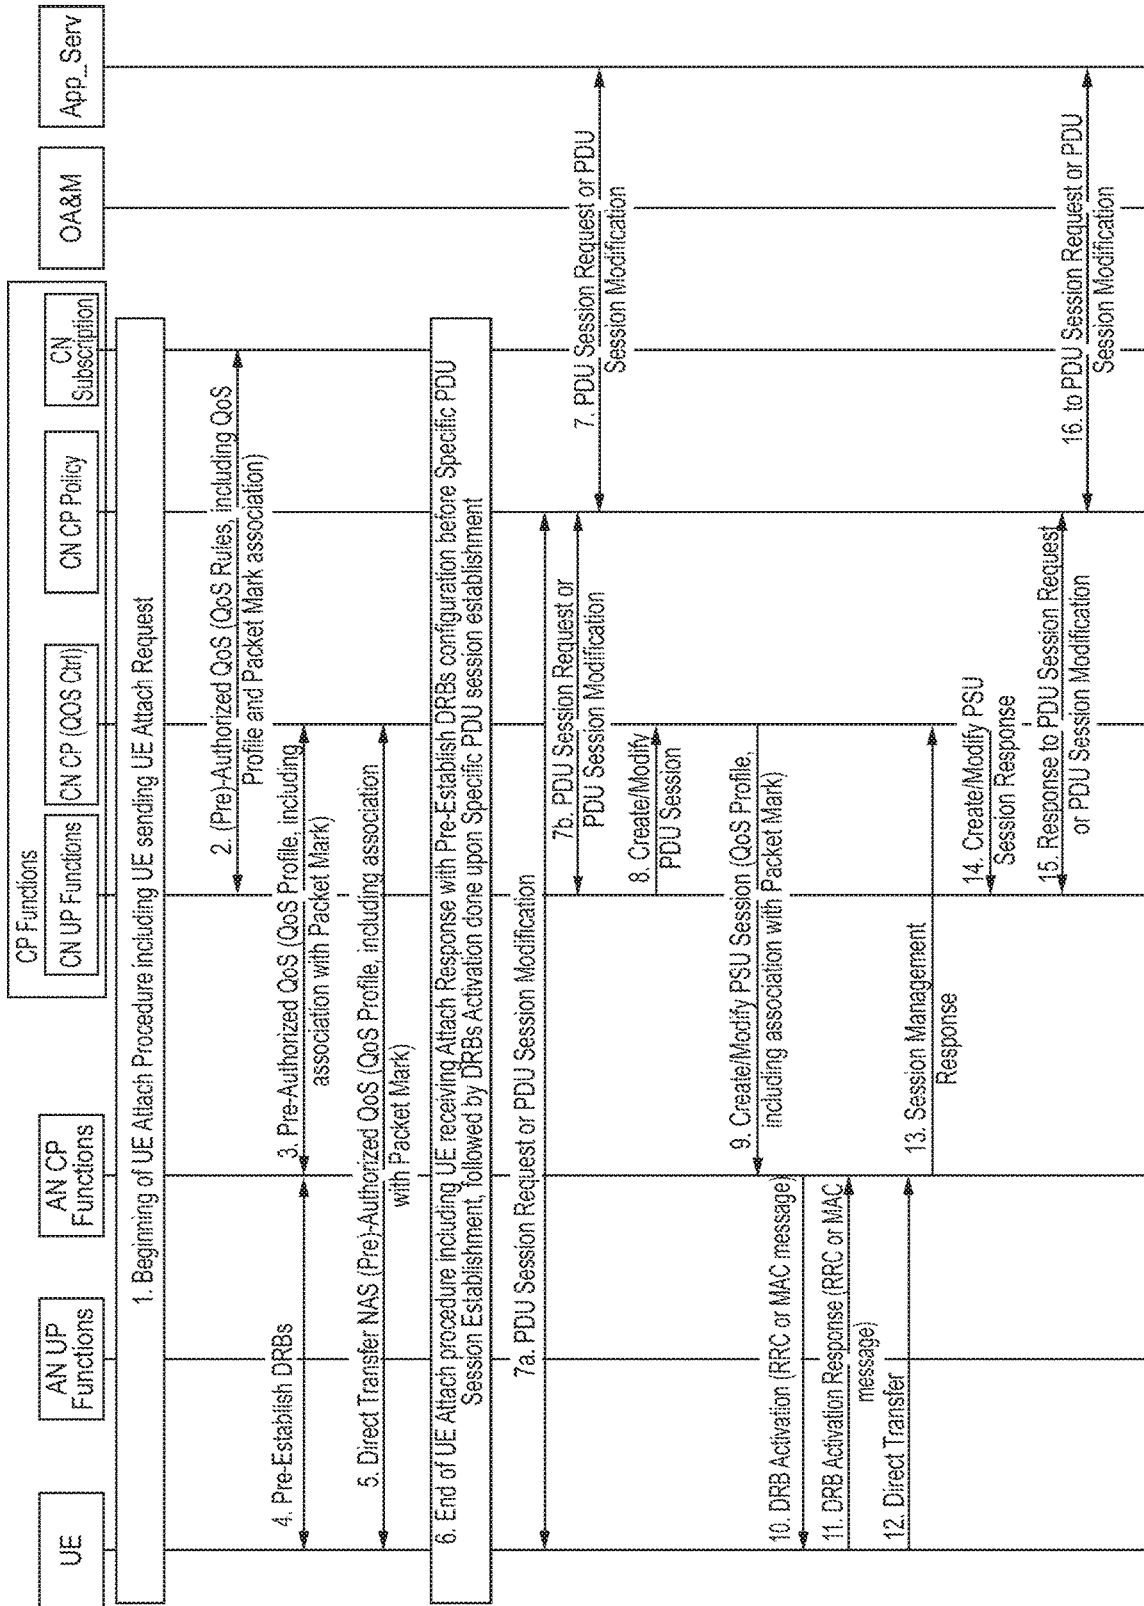 CP Functions
UE
AN UP
Functions
AN CP
Functions
CN UP Functions
CN CP (QOS Ctrl)
CN CP Policy
CN
Subscription
OA&M
App_Serv
1. Beginning of UE Attach Procedure including UE sending UE Attach Request
2. (Pre)-Authorized QoS (QoS Rules, including QoS
Profile and Packet Mark association)
3. Pre-Authorized QoS (QoS Profile, including
association with Packet Mark)
4. Pre-Establish DRBs
5. Direct Transfer NAS (Pre)-Authorized QoS (QoS Profile, including association
with Packet Mark)
6. End of UE Attach procedure including UE receiving Attach Response with Pre-Establish DRBs configuration before Specific PDU
Session Establishment, followed by DRBs Activation done upon Specific PDU session establishment
7a. PDU Session Request or PDU Session Modification
7b. PDU Session Request or
PDU Session Modification
7. PDU Session Request or PDU
Session Modification
8. Create/Modify
PDU Session
9. Create/Modify PSU Session (QoS Profile,
including association with Packet Mark)
10. DRB Activation (RRC or MAC message)
11. DRB Activation Response (RRC or MAC
message)
12. Direct Transfer
13. Session Management
Response
14. Create/Modify PSU
Session Response
15. Response to PDU Session Request
or PDU Session Modification
16. to PDU Session Request or PDU
Session Modification